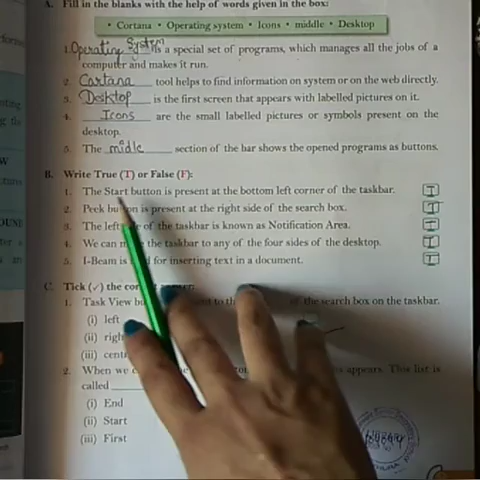 A. Fill in the blanks with the help of words given in the box:
• Cortana • Operating system • Icons • middle • Desktop
1. Operating System is a special set of programs, which manages all the jobs of a
computer and makes it run.
2. Cartana tool helps to find information on system or on the web directly.
3. Desktop is the first screen that appears with labelled pictures on it.
4. Icons are the small labelled pictures or symbols present on the
desktop.
5. The midle section of the bar shows the opened programs as buttons.
B. Write True (T) or False (F):
1. The Start button is present at the bottom left corner of the taskbar. T
2. Peek button is present at the right side of the search box. T
3. The left of the taskbar is known as Notification Area. T
4. We can the taskbar to any of the four sides of the desktop. T
5. I-Beam is for inserting text in a document. T
C. Tick (✓) the
1. Task View to the of the search box on the taskbar.
(i) left
(ii)
(iii)
2. When we appears. This list is
called
(i) End
(ii) Start
(iii) First